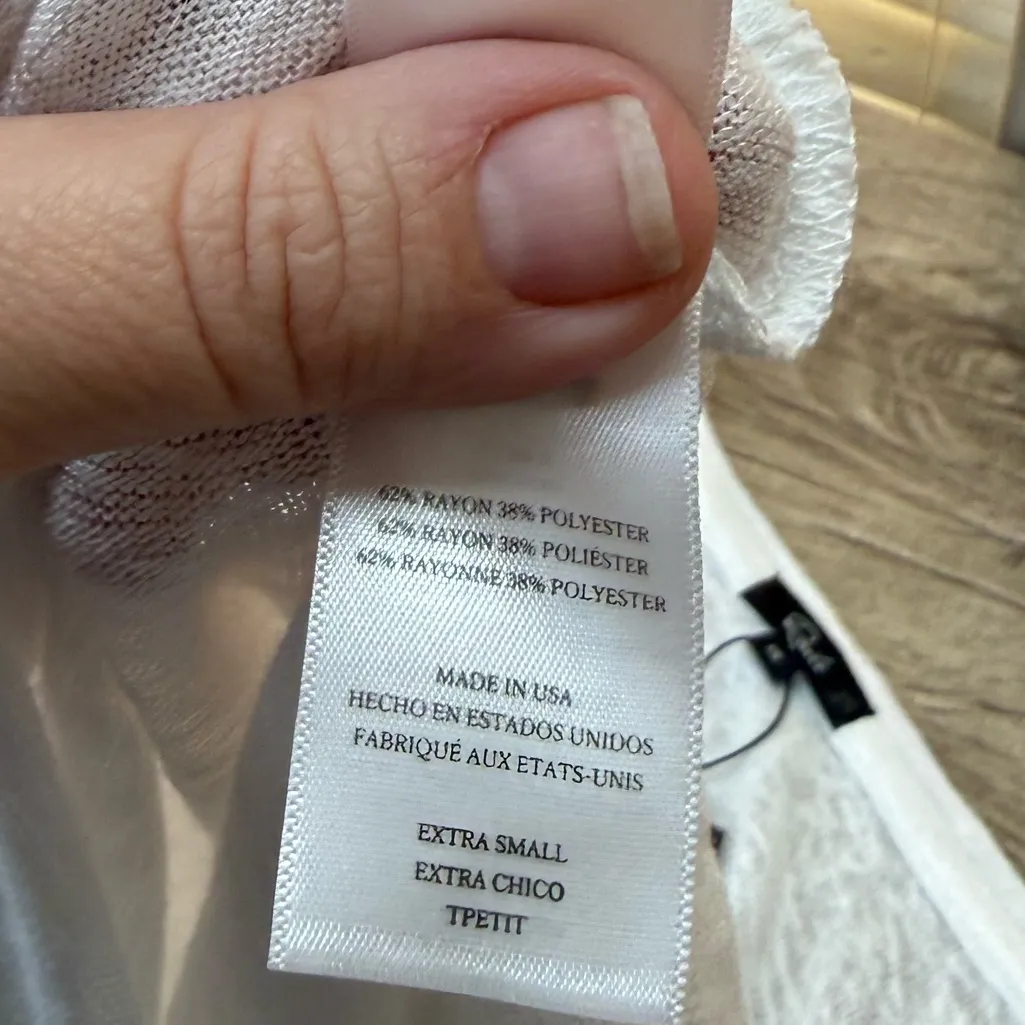 62% RAYON 38% POLYESTER
62% RAYON 38% POLIÉSTER
62% RAYONNE 38% POLYESTER
MADE IN USA
HECHO EN ESTADOS UNIDOS
FABRIQUÉ AUX ETATS-UNIS
EXTRA SMALL
EXTRA CHICO
TPETIT